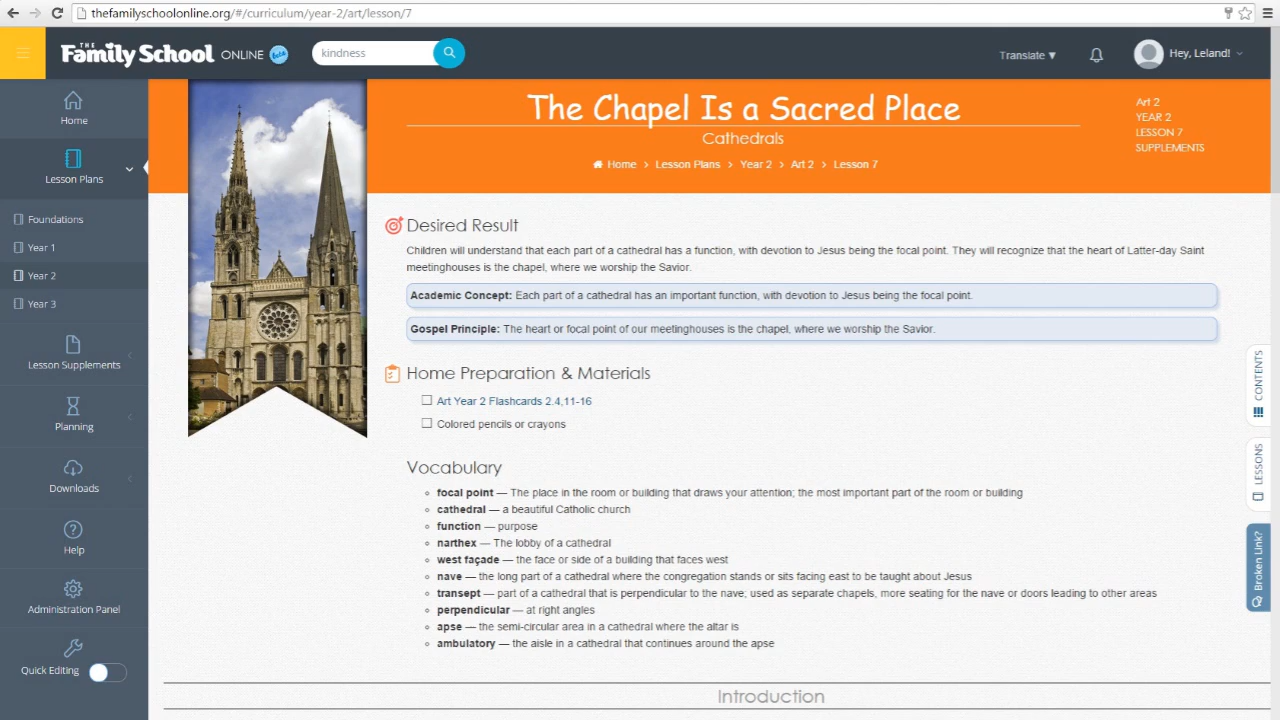 thefamilyschoolonline.org/#/curriculum/year-2/art/lesson/7
THE Family School ONLINE beta
kindness
Translate ▼
Hey, Leland!
Home
Lesson Plans
Foundations
Year 1
Year 2
Year 3
Lesson Supplements
Planning
Downloads
Help
Administration Panel
Quick Editing
The Chapel Is a Sacred Place
Cathedrals
Home > Lesson Plans > Year 2 > Art 2 > Lesson 7
Art 2
YEAR 2
LESSON 7
SUPPLEMENTS
Desired Result
Children will understand that each part of a cathedral has a function, with devotion to Jesus being the focal point. They will recognize that the heart of Latter-day Saint
meetinghouses is the chapel, where we worship the Savior.
Academic Concept: Each part of a cathedral has an important function, with devotion to Jesus being the focal point.
Gospel Principle: The heart or focal point of our meetinghouses is the chapel, where we worship the Savior.
Home Preparation & Materials
Art Year 2 Flashcards 2.4,11-16
Colored pencils or crayons
Vocabulary
focal point — The place in the room or building that draws your attention; the most important part of the room or building
cathedral — a beautiful Catholic church
function — purpose
narthex — The lobby of a cathedral
west façade — the face or side of a building that faces west
nave — the long part of a cathedral where the congregation stands or sits facing east to be taught about Jesus
transept — part of a cathedral that is perpendicular to the nave, used as separate chapels, more seating for the nave or doors leading to other areas
perpendicular — at right angles
apse — the semi-circular area in a cathedral where the altar is
ambulatory — the aisle in a cathedral that continues around the apse
Introduction
CONTENTS
LESSONS
Broken Link?